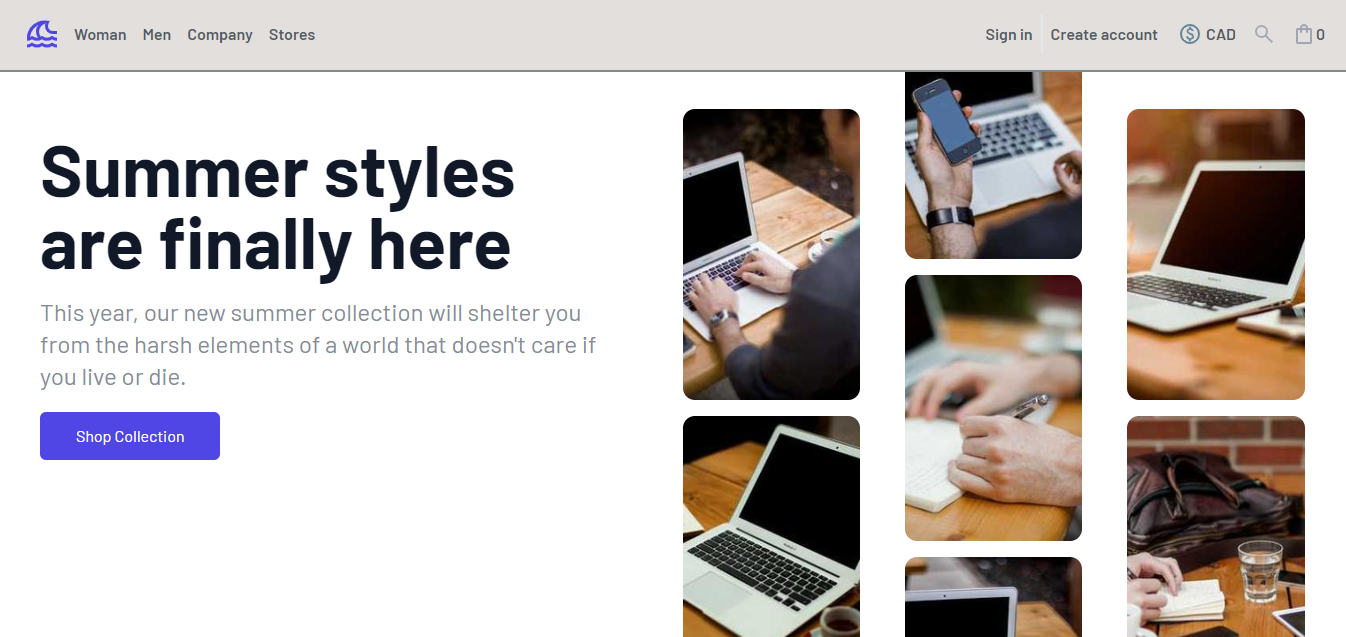 Woman Men Company Stores Sign in Create account CAD 0
Summer styles
are finally here
This year, our new summer collection will shelter you
from the harsh elements of a world that doesn't care if
you live or die.
Shop Collection